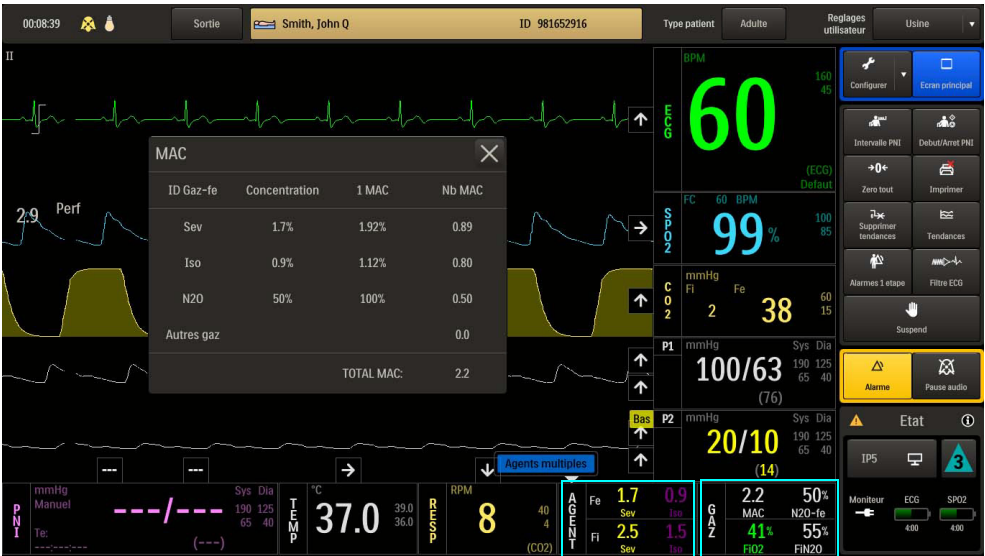 00:08:39 Sortie Smith, John Q ID 981652916 Type patient Adulte Reglages utilisateur Usine
II
2.9 Perf
MAC
ID Gaz-fe Concentration 1 MAC Nb MAC
Sev 1.7% 1.92% 0.89
Iso 0.9% 1.12% 0.80
N2O 50% 100% 0.50
Autres gaz 0.0
TOTAL MAC: 2.2
--- ---
Agents multiples
Bas
ECG
BPM
60
160
45
(ECG)
Defaut
SPO2
FC 60 BPM
99%
100
85
CO2
mmHg
Fi Fe
2 38
60
15
P1 mmHg Sys Dia
100/63 190 125
65 40
(76)
P2 mmHg Sys Dia
20/10 190 125
65 40
(14)
PNI
mmHg Sys Dia
Manuel 190 125
---/--- 65 40
Te:
--:--:-- (---)
TEMP
°C
37.0
39.0
36.0
RESP
RPM
8
40
4
(CO2)
AGENT
Fe 1.7 0.9
Sev Iso
Fi 2.5 1.5
Sev Iso
GAZ
2.2 50%
MAC N2O-fe
41% 55%
FiO2 FiN2O
Configurer Ecran principal
Intervalle PNI Debut/Arret PNI
→0←
Zero tout Imprimer
Supprimer tendances Tendances
Alarmes 1 etape Filtre ECG
Suspend
Alarme Pause audio
Etat
IP5 3
Moniteur ECG SPO2
4:00 4:00